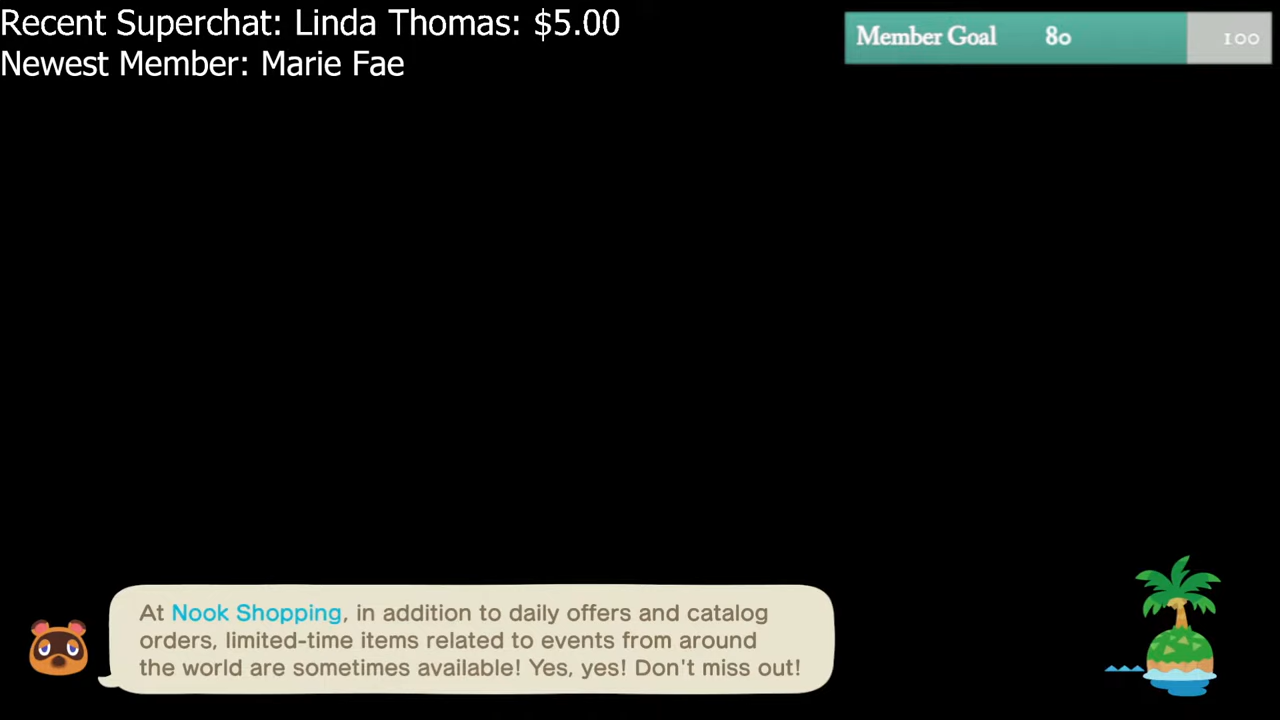 Recent Superchat: Linda Thomas: $5.00
Newest Member: Marie Fae
Member Goal 80 100
At Nook Shopping, in addition to daily offers and catalog
orders, limited-time items related to events from around
the world are sometimes available! Yes, yes! Don't miss out!